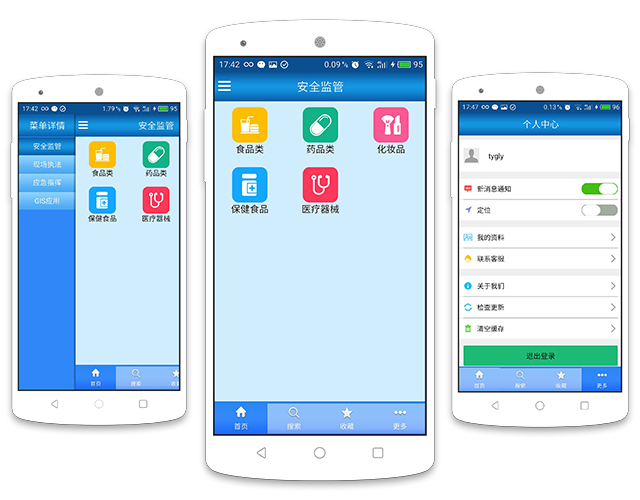 17:42
1.79%
95
菜单详情
安全监管
安全监管
现场执法
应急指挥
GIS应用
食品类
药品类
保健食品
医疗器械
首页
搜索
收藏
17:42
0.09%
95
安全监管
食品类
药品类
化妆品
保健食品
医疗器械
首页
搜索
收藏
更多
17:47
0.13%
95
个人中心
tygly
新消息通知
定位
我的资料
联系客服
关于我们
检查更新
清空缓存
退出登录
首页
搜索
收藏
更多